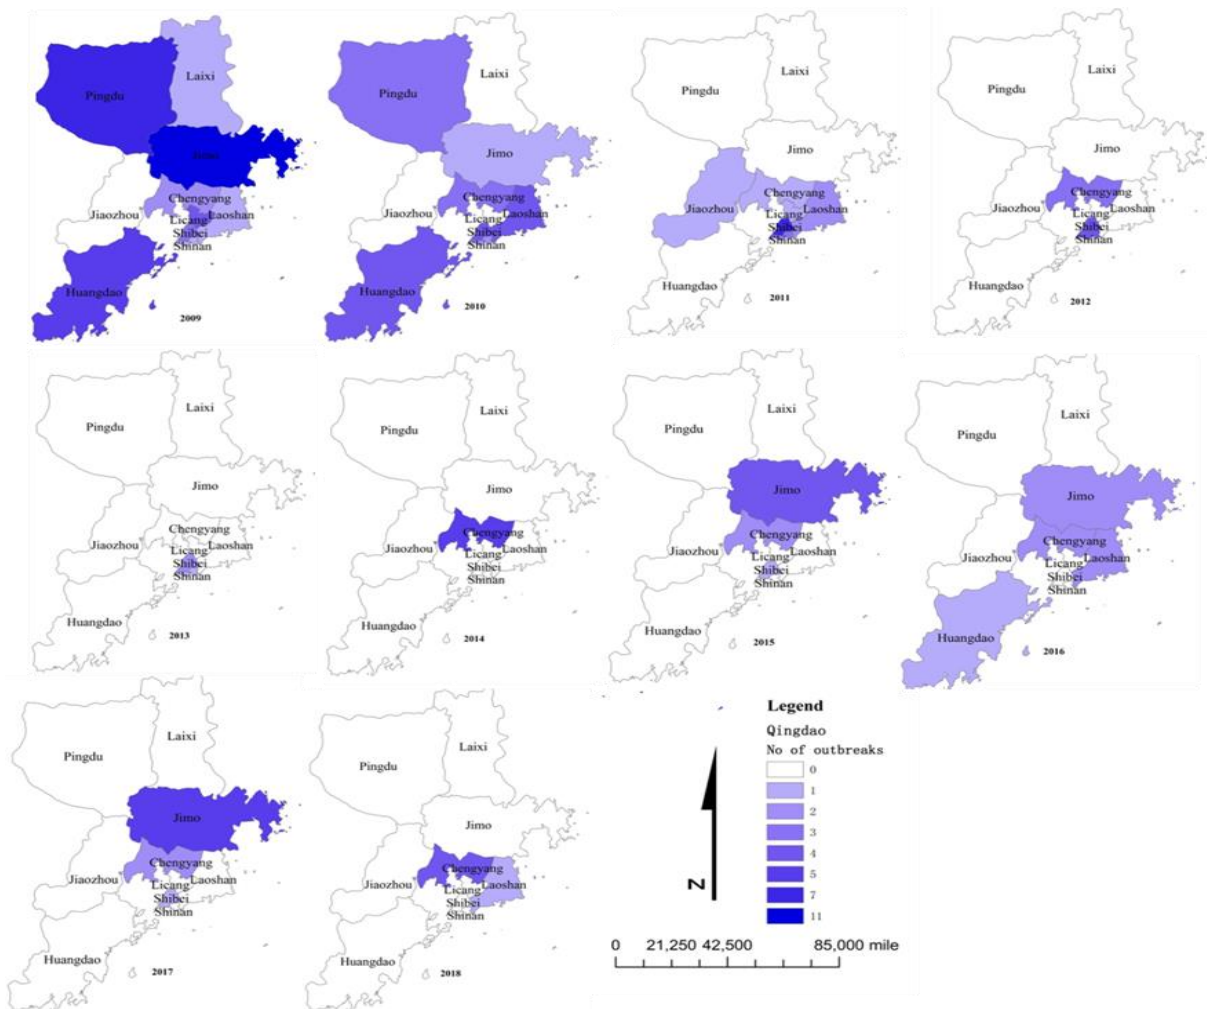 Laixi
Pingdu
Jimo
Chengyang
Licang
Laoshan
Jiaozhou
Shibei
Shinan
Huangdao
2009
Laixi
Pingdu
Jimo
Chengyang
Licang
Laoshan
Jiaozhou
Shibei
Shinan
Huangdao
2010
Laixi
Pingdu
Jimo
Chengyang
Licang
Laoshan
Jiaozhou
Shibei
Shinan
Huangdao
2011
Laixi
Pingdu
Jimo
Chengyang
Licang
Laoshan
Jiaozhou
Shibei
Shinan
Huangdao
2012
Laixi
Pingdu
Jimo
Chengyang
Licang
Laoshan
Jiaozhou
Shibei
Shinan
Huangdao
2013
Laixi
Pingdu
Jimo
Chengyang
Licang
Laoshan
Jiaozhou
Shibei
Shinan
Huangdao
2014
Laixi
Pingdu
Jimo
Chengyang
Licang
Laoshan
Jiaozhou
Shibei
Shinan
Huangdao
2015
Laixi
Pingdu
Jimo
Chengyang
Licang
Laoshan
Jiaozhou
Shibei
Shinan
Huangdao
2016
Laixi
Pingdu
Jimo
Chengyang
Licang
Laoshan
Jiaozhou
Shibei
Shinan
Huangdao
2017
Laixi
Pingdu
Jimo
Chengyang
Licang
Laoshan
Jiaozhou
Shibei
Shinan
Huangdao
2018
Legend
Qingdao
No of outbreaks
0
1
2
3
4
5
7
11
N
0 21,250 42,500 85,000 mile